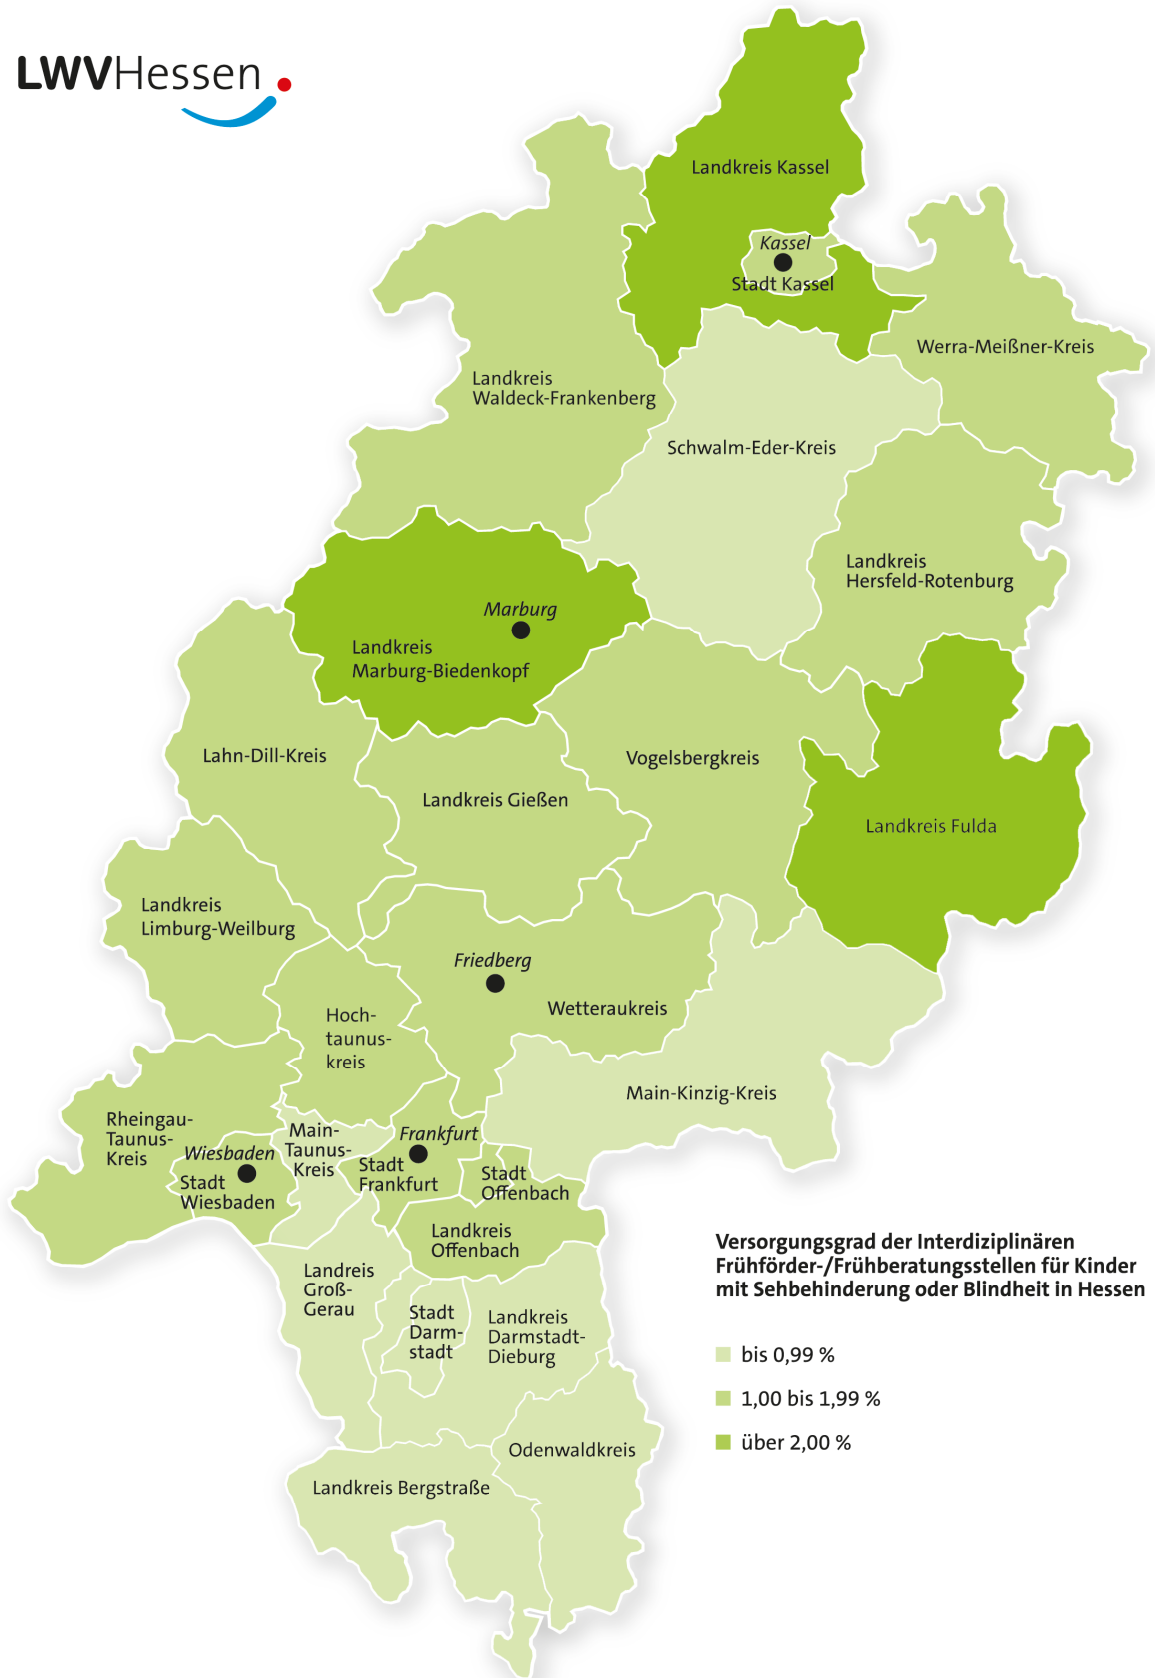 LWVHessen
Landkreis Kassel
Kassel
Stadt Kassel
Werra-Meißner-Kreis
Landkreis
Waldeck-Frankenberg
Schwalm-Eder-Kreis
Landkreis
Hersfeld-Rotenburg
Marburg
Landkreis
Marburg-Biedenkopf
Lahn-Dill-Kreis
Vogelsbergkreis
Landkreis Gießen
Landkreis Fulda
Landkreis
Limburg-Weilburg
Friedberg
Wetteraukreis
Hoch-
taunus-
kreis
Main-Kinzig-Kreis
Rheingau-
Taunus-
Kreis
Wiesbaden
Stadt
Wiesbaden
Main-
Taunus-
Kreis
Frankfurt
Stadt
Frankfurt
Stadt
Offenbach
Landkreis
Offenbach
Landreis
Groß-
Gerau
Stadt
Darm-
stadt
Landkreis
Darmstadt-
Dieburg
Odenwaldkreis
Landkreis Bergstraße
Versorgungsgrad der Interdiziplinären
Frühförder-/Frühberatungsstellen für Kinder
mit Sehbehinderung oder Blindheit in Hessen
bis 0,99 %
1,00 bis 1,99 %
über 2,00 %